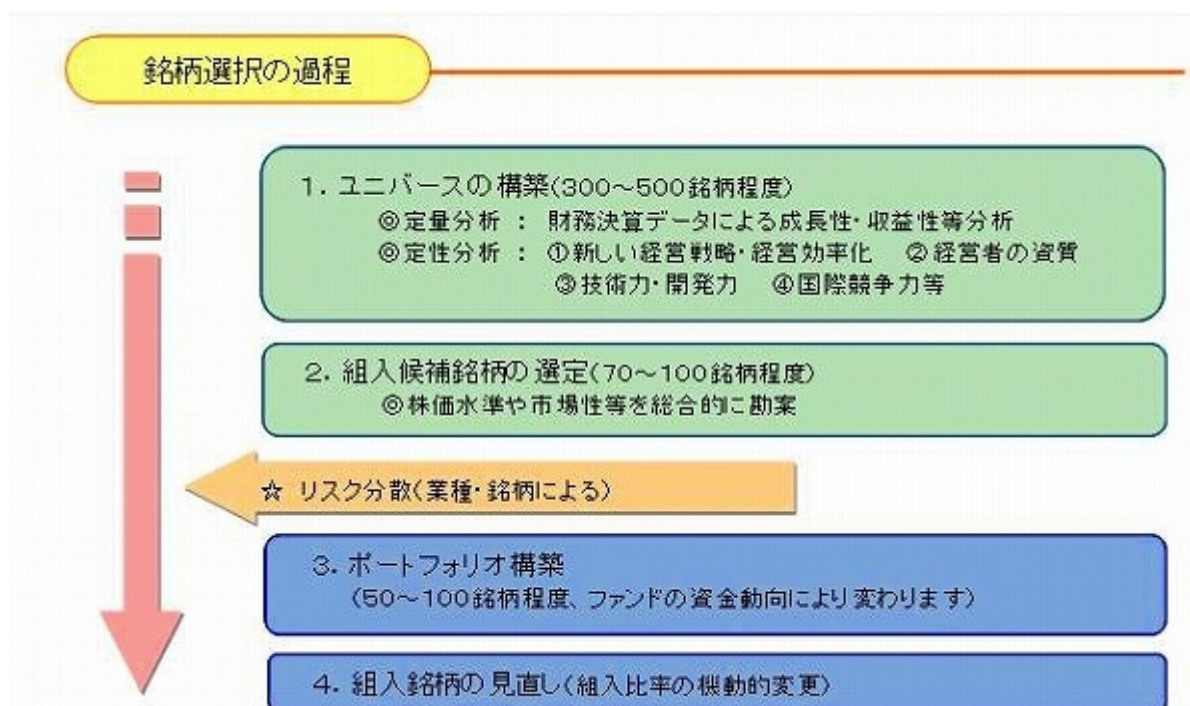 銘柄選択の過程
1. ユニバースの構築(300～500銘柄程度)
◎定量分析 : 財務決算データによる成長性・収益性等分析
◎定性分析 : ①新しい経営戦略・経営効率化 ②経営者の資質
③技術力・開発力 ④国際競争力等
2. 組入候補銘柄の選定(70～100銘柄程度)
◎株価水準や市場性等を総合的に勘案
☆ リスク分散(業種・銘柄による)
3. ポートフォリオ構築
(50～100銘柄程度、ファンドの資金動向により変わります)
4. 組入銘柄の見直し(組入比率の機動的変更)